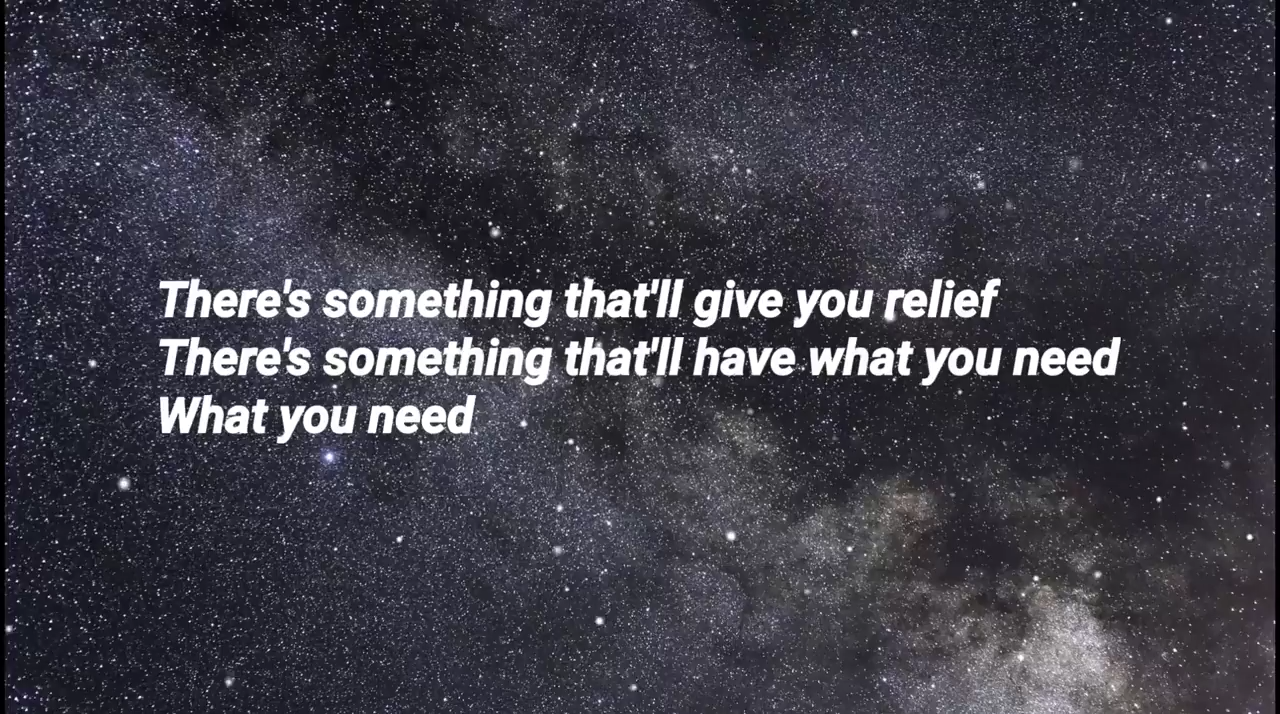 There's something that'll give you relief
There's something that'll have what you need
What you need